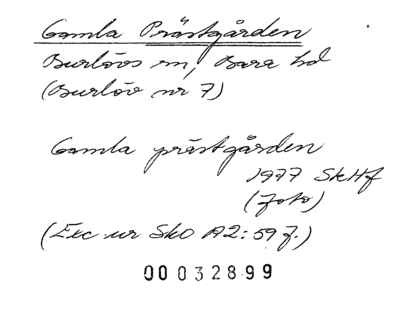 Gamla Prästgården
Burlövs sn, Bara hd
(Burlöv nr 7)
Gamla prästgården
1977 SkHf
(foto)
(Exc ur SkO A2:59 f.)
00032899